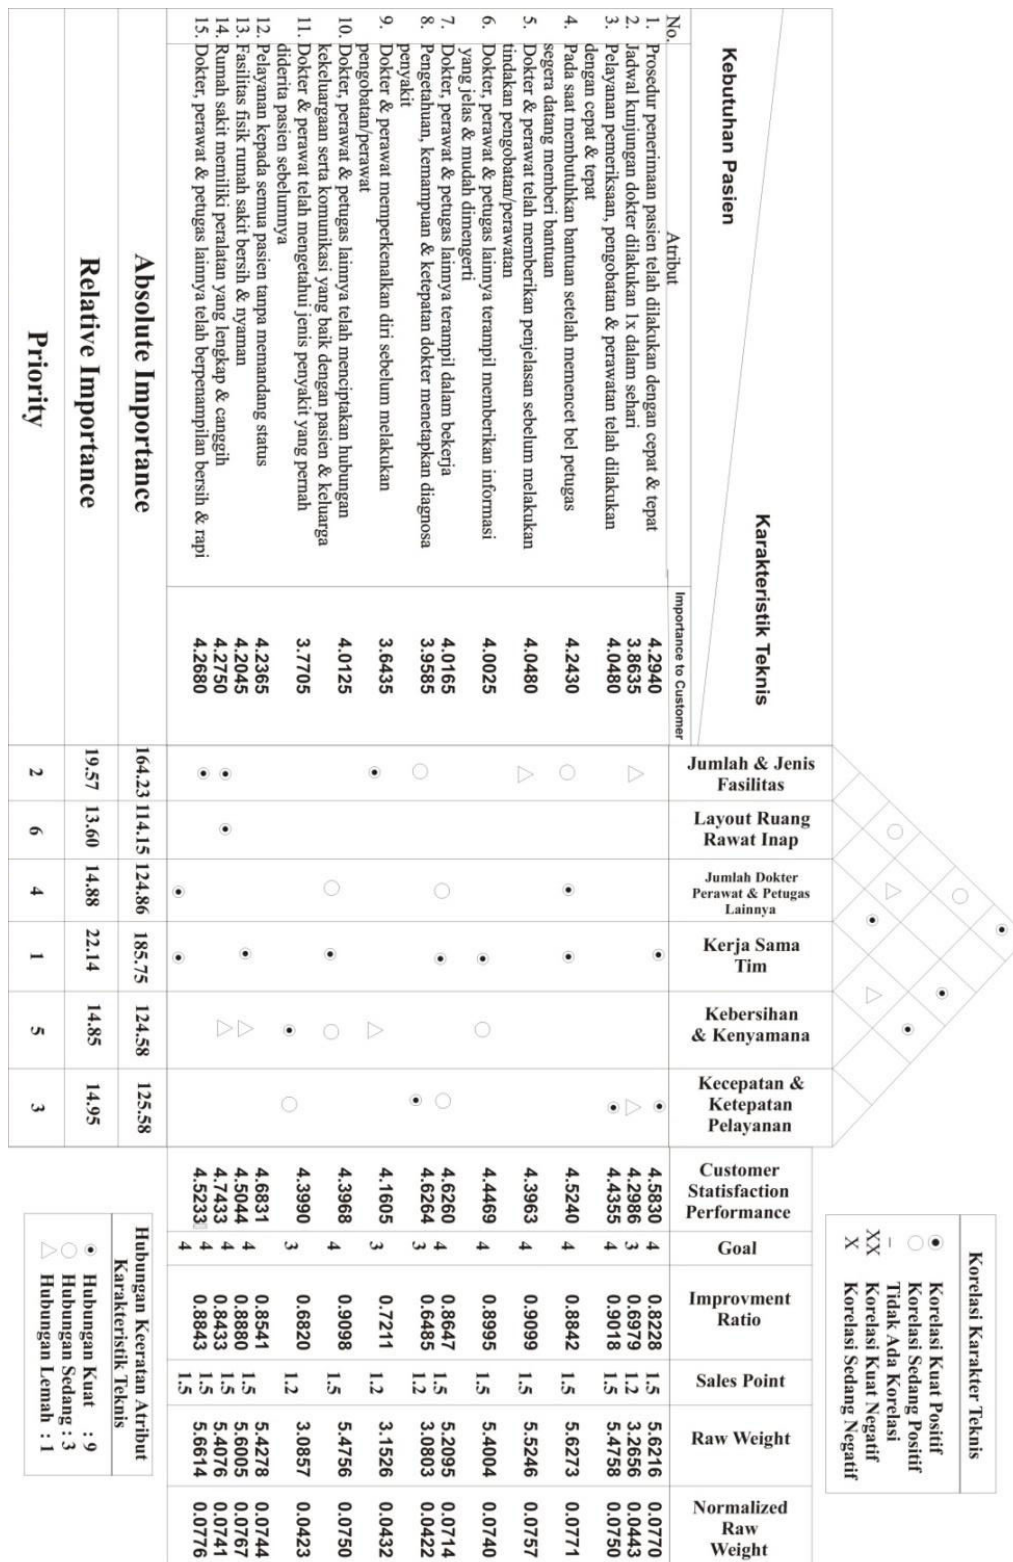 Korelasi Karakter Teknis
Korelasi Kuat Positif
Korelasi Sedang Positif
– Tidak Ada Korelasi
XX Korelasi Kuat Negatif
X Korelasi Sedang Negatif
Karakteristik Teknis
Kebutuhan Pasien
Importance to Customer
Jumlah & Jenis
Fasilitas
Layout Ruang
Rawat Inap
Jumlah Dokter
Perawat & Petugas
Lainnya
Kerja Sama
Tim
Kebersihan
& Kenyamana
Kecepatan &
Ketepatan
Pelayanan
Customer
Statisfaction
Performance
Goal
Improvment
Ratio
Sales Point
Raw Weight
Normalized
Raw
Weight
No. Atribut
1. Prosedur penerimaan pasien telah dilakukan dengan cepat & tepat 4.2940 4.5830 4 0.8228 1.5 5.6216 0.0770
2. Jadwal kunjungan dokter dilakukan 1x dalam sehari 3.8635 4.2986 3 0.6979 1.2 3.2656 0.0443
3. Pelayanan pemeriksaan, pengobatan & perawatan telah dilakukan 4.0480 4.4355 4 0.9018 1.5 5.4758 0.0750
dengan cepat & tepat
4. Pada saat membutuhkan bantuan setelah memencet bel petugas 4.2430 4.5240 4 0.8842 1.5 5.6273 0.0771
segera datang memberi bantuan
5. Dokter & perawat telah memberikan penjelasan sebelum melakukan 4.0480 4.3963 4 0.9099 1.5 5.5246 0.0757
tindakan pengobatan/perawatan
6. Dokter, perawat & petugas lainnya terampil memberikan informasi 4.0025 4.4469 4 0.8995 1.5 5.4004 0.0740
yang jelas & mudah dimengerti
7. Dokter, perawat & petugas lainnya terampil dalam bekerja 4.0165 4.6260 4 0.8647 1.5 5.2095 0.0714
8. Pengetahuan, kemampuan & ketepatan dokter menetapkan diagnosa 3.9585 4.6264 3 0.6485 1.2 3.0803 0.0422
penyakit
9. Dokter & perawat memperkenalkan diri sebelum melakukan 3.6435 4.1605 3 0.7211 1.2 3.1526 0.0432
pengobatan/perawat
10. Dokter, perawat & petugas lainnya telah menciptakan hubungan 4.0125 4.3968 4 0.9098 1.5 5.4756 0.0750
kekeluargaan serta komunikasi yang baik dengan pasien & keluarga
11. Dokter & perawat telah mengetahui jenis penyakit yang pernah 3.7705 4.3990 3 0.6820 1.2 3.0857 0.0423
diderita pasien sebelumnya
12. Pelayanan kepada semua pasien tanpa memandang status 4.2365 4.6831 4 0.8541 1.5 5.4278 0.0744
13. Fasilitas fisik rumah sakit bersih & nyaman 4.2045 4.5044 4 0.8880 1.5 5.6005 0.0767
14. Rumah sakit memiliki peralatan yang lengkap & canggih 4.2750 4.7433 4 0.8433 1.5 5.4076 0.0741
15. Dokter, perawat & petugas lainnya telah berpenampilan bersih & rapi 4.2680 4.5233 4 0.8843 1.5 5.6614 0.0776
Absolute Importance 164.23 114.15 124.86 185.75 124.58 125.58
Relative Importance 19.57 13.60 14.88 22.14 14.85 14.95
Priority 2 6 4 1 5 3
Hubungan Keeratan Atribut
Karakteristik Teknis
Hubungan Kuat : 9
Hubungan Sedang : 3
Hubungan Lemah : 1